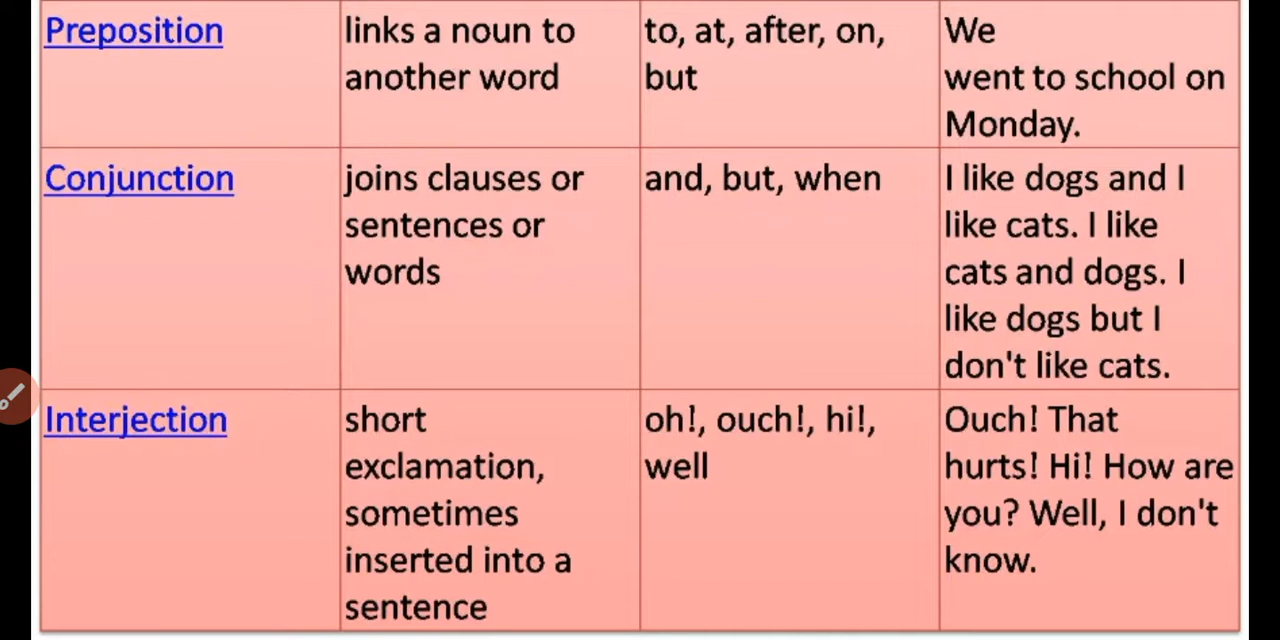 Preposition
links a noun to
another word
to, at, after, on,
but
We
went to school on
Monday.
Conjunction
joins clauses or
sentences or
words
and, but, when
I like dogs and I
like cats. I like
cats and dogs. I
like dogs but I
don't like cats.
Interjection
short
exclamation,
sometimes
inserted into a
sentence
oh!, ouch!, hi!,
well
Ouch! That
hurts! Hi! How are
you? Well, I don't
know.